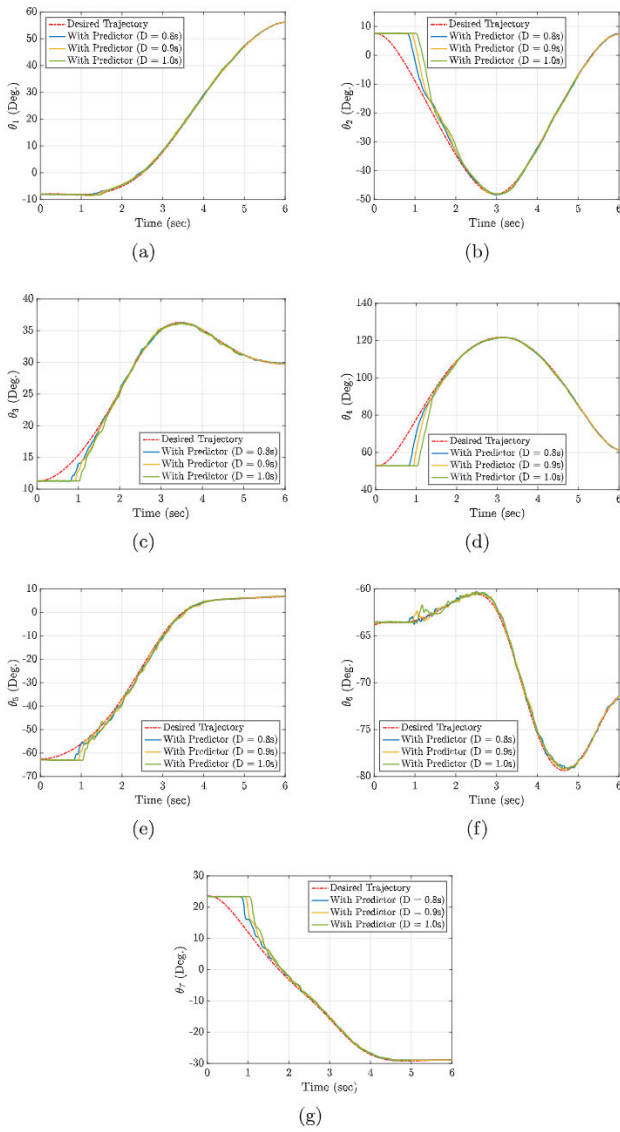 60
50
40
30
20
10
0
-10
0 1 2 3 4 5 6
Time (sec)
θ1 (Deg.)
Desired Trajectory
With Predictor (D = 0.8s)
With Predictor (D = 0.9s)
With Predictor (D = 1.0s)
(a)
10
0
-10
-20
-30
-40
-50
0 1 2 3 4 5 6
Time (sec)
θ2 (Deg.)
Desired Trajectory
With Predictor (D = 0.8s)
With Predictor (D = 0.9s)
With Predictor (D = 1.0s)
(b)
40
35
30
25
20
15
10
0 1 2 3 4 5 6
Time (sec)
θ3 (Deg.)
Desired Trajectory
With Predictor (D = 0.8s)
With Predictor (D = 0.9s)
With Predictor (D = 1.0s)
(c)
140
120
100
80
60
40
0 1 2 3 4 5 6
Time (sec)
θ4 (Deg.)
Desired Trajectory
With Predictor (D = 0.8s)
With Predictor (D = 0.9s)
With Predictor (D = 1.0s)
(d)
10
0
-10
-20
-30
-40
-50
-60
-70
0 1 2 3 4 5 6
Time (sec)
θ5 (Deg.)
Desired Trajectory
With Predictor (D = 0.8s)
With Predictor (D = 0.9s)
With Predictor (D = 1.0s)
(e)
-60
-65
-70
-75
-80
0 1 2 3 4 5 6
Time (sec)
θ6 (Deg.)
Desired Trajectory
With Predictor (D = 0.8s)
With Predictor (D = 0.9s)
With Predictor (D = 1.0s)
(f)
30
20
10
0
-10
-20
-30
0 1 2 3 4 5 6
Time (sec)
θ7 (Deg.)
Desired Trajectory
With Predictor (D = 0.8s)
With Predictor (D = 0.9s)
With Predictor (D = 1.0s)
(g)